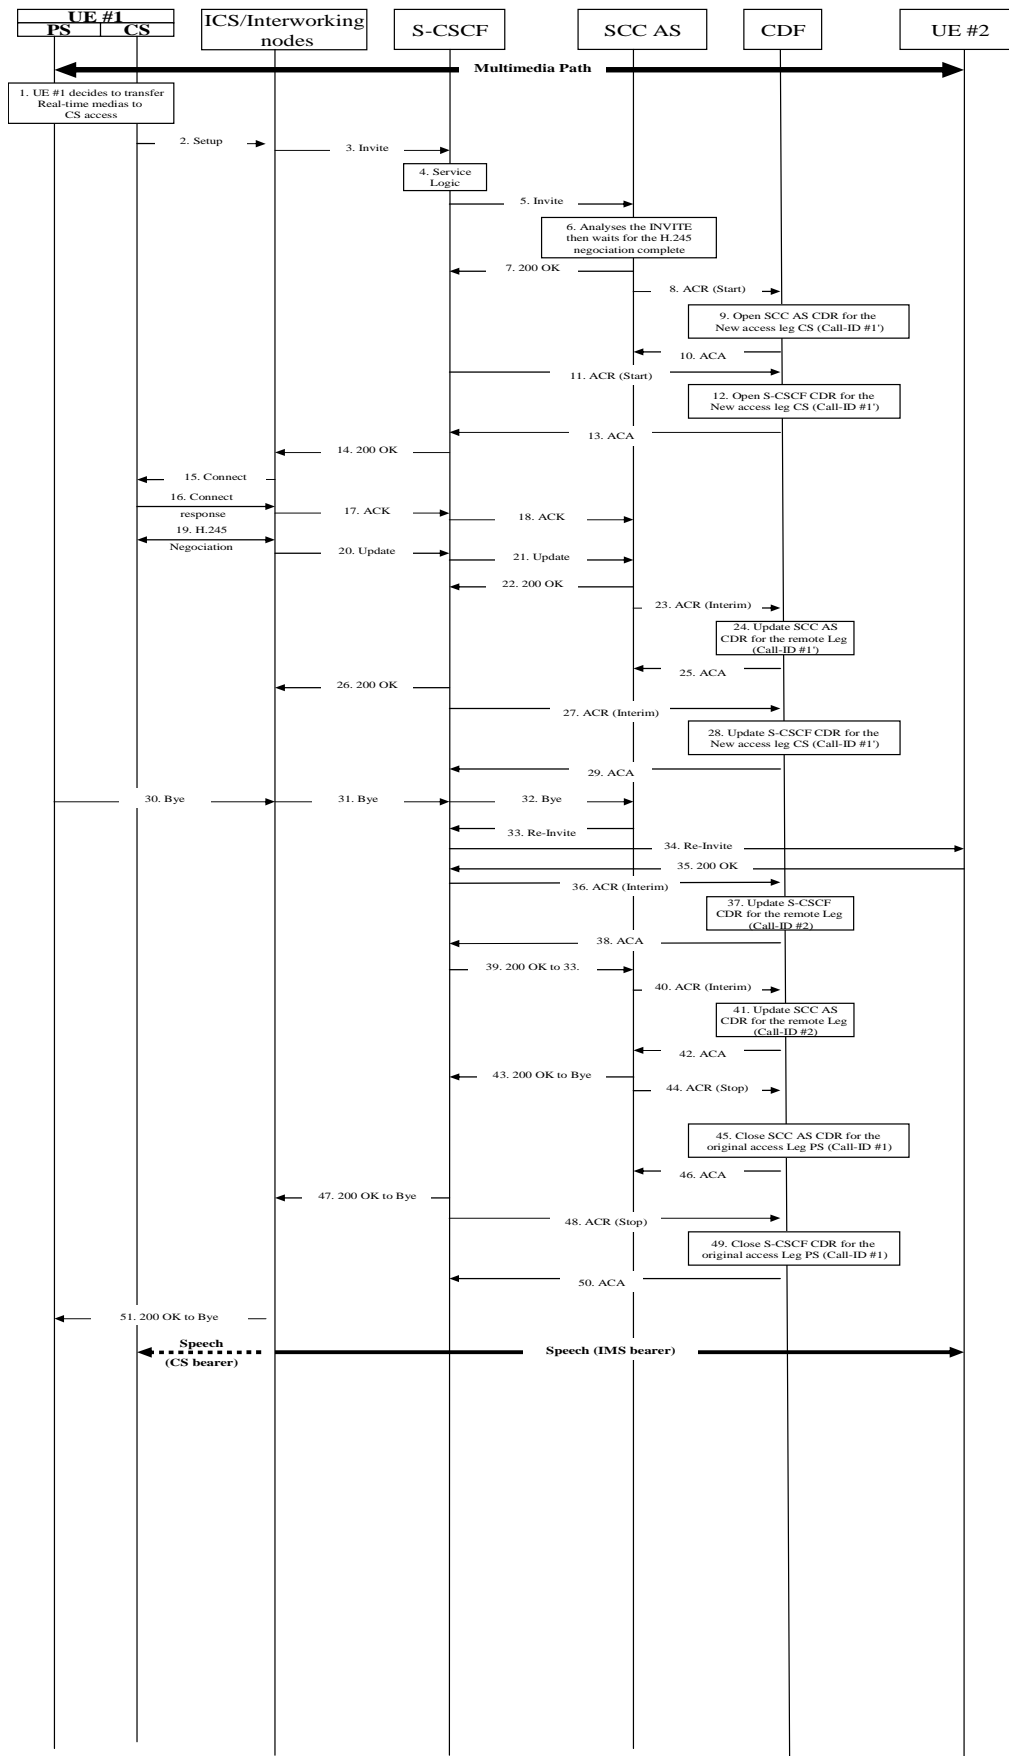 UE #1
PS CS
ICS/Interworking
nodes
S-CSCF
SCC AS
CDF
UE #2
Multimedia Path
1. UE #1 decides to transfer
Real-time medias to
CS access
2. Setup
3. Invite
4. Service
Logic
5. Invite
6. Analyses the INVITE
then waits for the H.245
negociation complete
7. 200 OK
8. ACR (Start)
9. Open SCC AS CDR for the
New access leg CS (Call-ID #1')
10. ACA
11. ACR (Start)
12. Open S-CSCF CDR for the
New access leg CS (Call-ID #1')
13. ACA
14. 200 OK
15. Connect
16. Connect
response
17. ACK
18. ACK
19. H.245
Negociation
20. Update
21. Update
22. 200 OK
23. ACR (Interim)
24. Update SCC AS
CDR for the remote Leg
(Call-ID #1')
25. ACA
26. 200 OK
27. ACR (Interim)
28. Update S-CSCF CDR for the
New access leg CS (Call-ID #1')
29. ACA
30. Bye
31. Bye
32. Bye
33. Re-Invite
34. Re-Invite
35. 200 OK
36. ACR (Interim)
37. Update S-CSCF
CDR for the remote Leg
(Call-ID #2)
38. ACA
39. 200 OK to 33.
40. ACR (Interim)
41. Update SCC AS
CDR for the remote Leg
(Call-ID #2)
42. ACA
43. 200 OK to Bye
44. ACR (Stop)
45. Close SCC AS CDR for the
original access Leg PS (Call-ID #1)
46. ACA
47. 200 OK to Bye
48. ACR (Stop)
49. Close S-CSCF CDR for the
original access Leg PS (Call-ID #1)
50. ACA
51. 200 OK to Bye
Speech
(CS bearer)
Speech (IMS bearer)